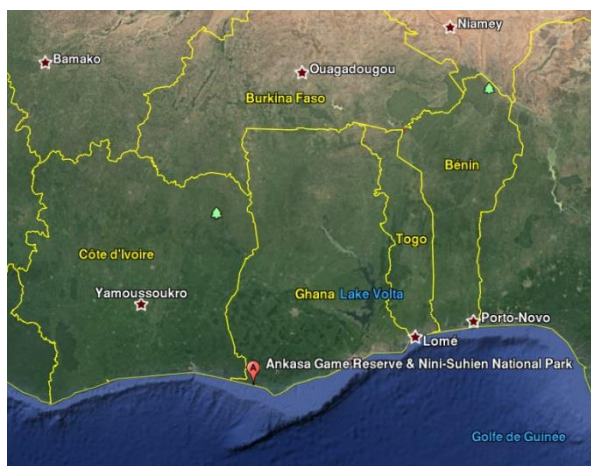 Niamey
Bamako
Ouagadougou
Burkina Faso
Bénin
Togo
Côte d'Ivoire
Yamoussoukro
Ghana Lake Volta
Porto-Novo
Lomé
A
Ankasa Game Reserve & Nini-Suhien National Park
Golfe de Guinée